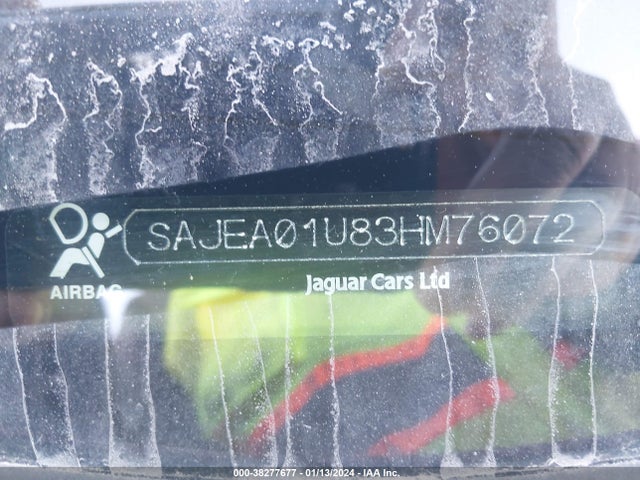 SAJEA01U83HM76072
AIRBAG
Jaguar Cars Ltd
000-38277677 - 01/13/2024 - IAA Inc.